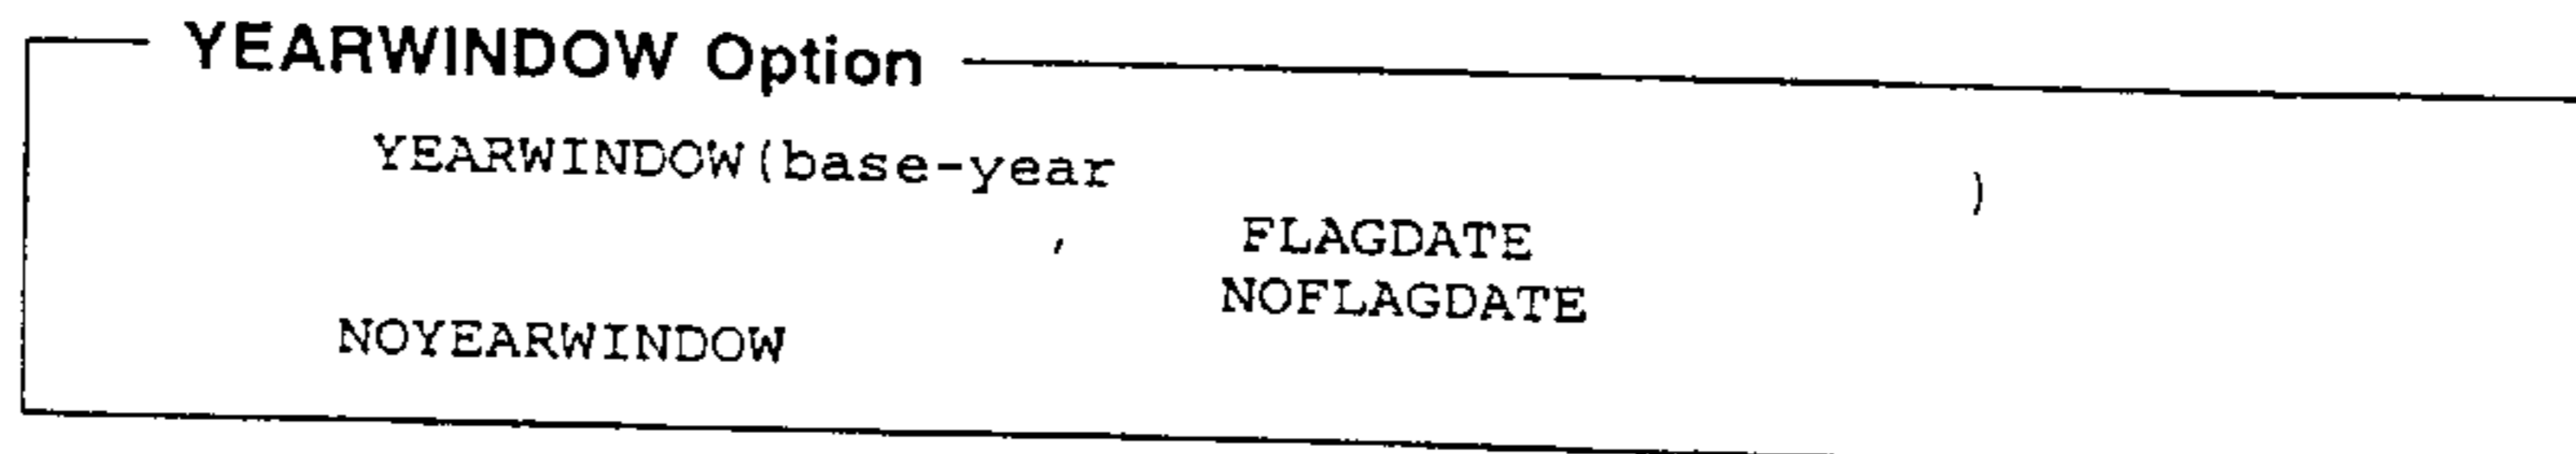 YEARWINDOW Option
YEARWINDOW(base-year )
, FLAGDATE
NOFLAGDATE
NOYEARWINDOW